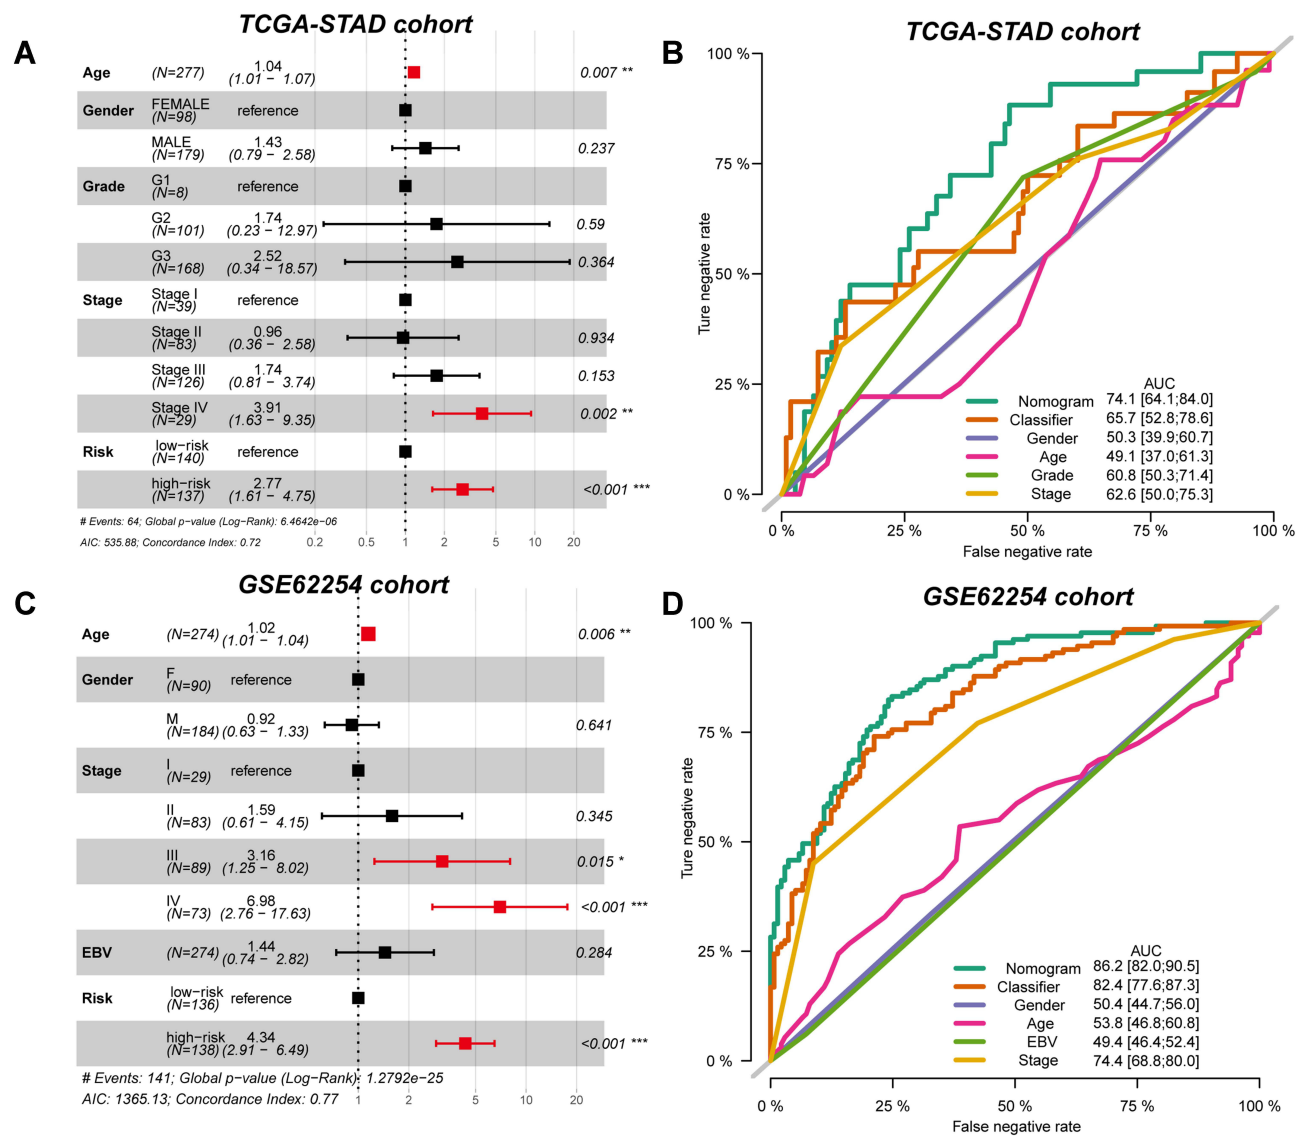 A
TCGA-STAD cohort
Age (N=277) 1.04 (1.01 − 1.07) 0.007 **
Gender FEMALE (N=98) reference
MALE (N=179) 1.43 (0.79 − 2.58) 0.237
Grade G1 (N=8) reference
G2 (N=101) 1.74 (0.23 − 12.97) 0.59
G3 (N=168) 2.52 (0.34 − 18.57) 0.364
Stage Stage I (N=39) reference
Stage II (N=83) 0.96 (0.36 − 2.58) 0.934
Stage III (N=126) 1.74 (0.81 − 3.74) 0.153
Stage IV (N=29) 3.91 (1.63 − 9.35) 0.002 **
Risk low−risk (N=140) reference
high−risk (N=137) 2.77 (1.61 − 4.75) <0.001 ***
# Events: 64; Global p−value (Log−Rank): 6.4642e−06
AIC: 535.88; Concordance Index: 0.72
0.2 0.5 1 2 5 10 20
B
TCGA-STAD cohort
100 %
75 %
50 %
25 %
0 %
Ture negative rate
AUC
Nomogram 74.1 [64.1;84.0]
Classifier 65.7 [52.8;78.6]
Gender 50.3 [39.9;60.7]
Age 49.1 [37.0;61.3]
Grade 60.8 [50.3;71.4]
Stage 62.6 [50.0;75.3]
0 % 25 % 50 % 75 % 100 %
False negative rate
C
GSE62254 cohort
Age (N=274) 1.02 (1.01 − 1.04) 0.006 **
Gender F (N=90) reference
M (N=184) 0.92 (0.63 − 1.33) 0.641
Stage I (N=29) reference
II (N=83) 1.59 (0.61 − 4.15) 0.345
III (N=89) 3.16 (1.25 − 8.02) 0.015 *
IV (N=73) 6.98 (2.76 − 17.63) <0.001 ***
EBV (N=274) 1.44 (0.74 − 2.82) 0.284
Risk low−risk (N=136) reference
high−risk (N=138) 4.34 (2.91 − 6.49) <0.001 ***
# Events: 141; Global p−value (Log−Rank): 1.2792e−25
AIC: 1365.13; Concordance Index: 0.77
1 2 5 10 20
D
GSE62254 cohort
100 %
75 %
50 %
25 %
0 %
Ture negative rate
AUC
Nomogram 86.2 [82.0;90.5]
Classifier 82.4 [77.6;87.3]
Gender 50.4 [44.7;56.0]
Age 53.8 [46.8;60.8]
EBV 49.4 [46.4;52.4]
Stage 74.4 [68.8;80.0]
0 % 25 % 50 % 75 % 100 %
False negative rate